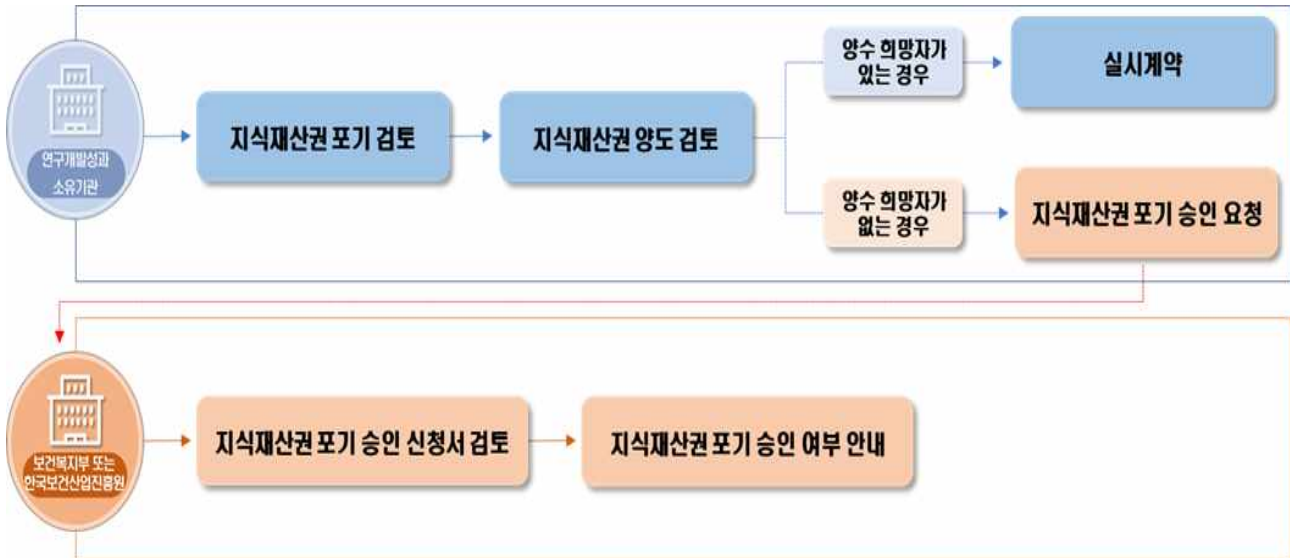 연구개발성과
소유기관
지식재산권 포기 검토
지식재산권 양도 검토
양수 희망자가
있는 경우
실시계약
양수 희망자가
없는 경우
지식재산권 포기 승인 요청
보건복지부 또는
한국보건산업진흥원
지식재산권 포기 승인 신청서 검토
지식재산권 포기 승인 여부 안내